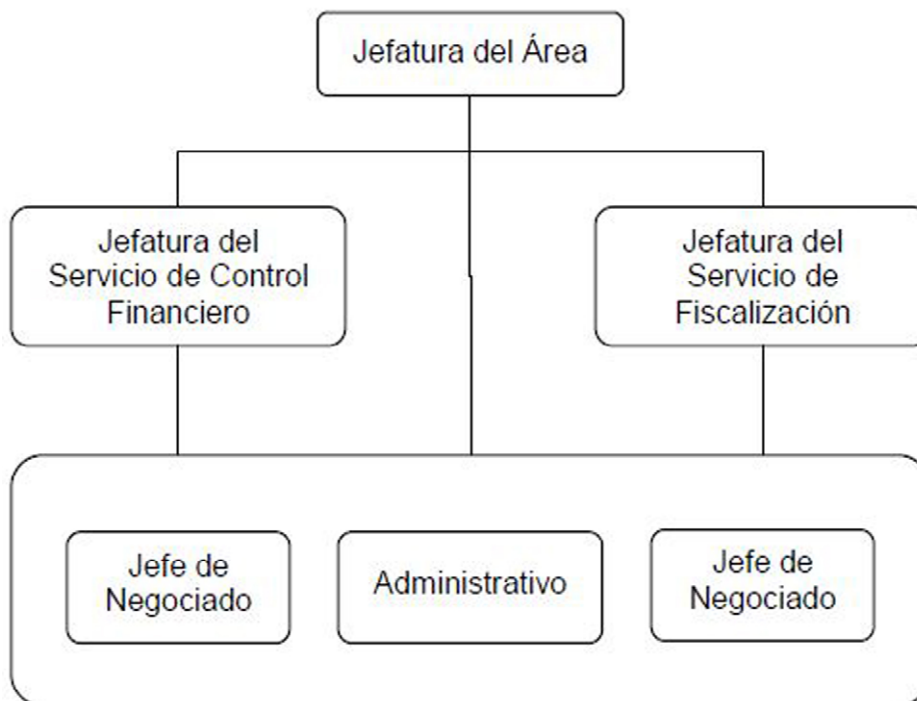 Jefatura del Área
Jefatura del
Servicio de Control
Financiero
Jefatura del
Servicio de
Fiscalización
Jefe de
Negociado
Administrativo
Jefe de
Negociado